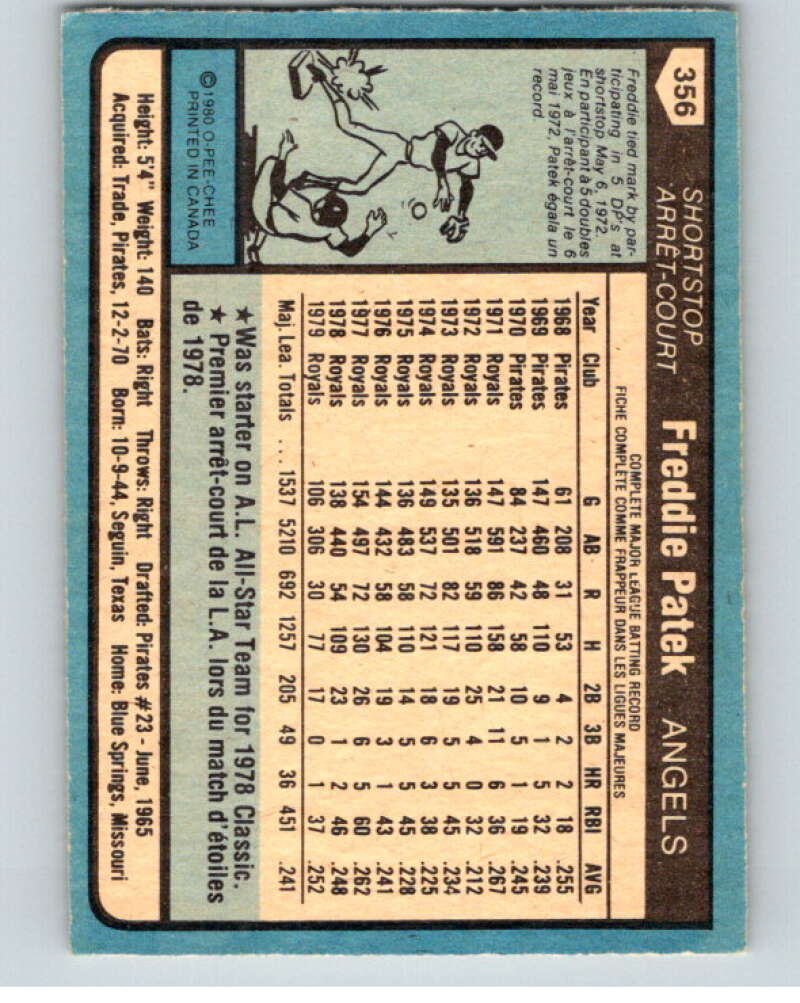 356
SHORTSTOP
ARRÊT-COURT
Freddie Patek ANGELS
Freddie tied mark by par-
ticipating in 5 DP's at
shortstop May 6, 1972.
En participant à 5 doubles
jeux à l'arrêt-court le 6
mai 1972, Patek égala un
record.
©1980 O-PEE-CHEE
PRINTED IN CANADA
COMPLETE MAJOR LEAGUE BATTING RECORD
FICHE COMPLÈTE COMME FRAPPEUR DANS LES LIGUES MAJEURES
Year Club G AB R H 2B 3B HR RBI AVG
1968 Pirates 61 208 31 53 4 2 2 18 .255
1969 Pirates 147 460 48 110 9 1 5 32 .239
1970 Pirates 84 237 42 58 10 5 1 19 .245
1971 Royals 147 591 86 158 21 11 6 36 .267
1972 Royals 136 518 59 110 25 4 0 32 .212
1973 Royals 135 501 82 117 19 5 5 45 .234
1974 Royals 149 537 72 121 18 6 3 38 .225
1975 Royals 136 483 58 110 14 5 5 45 .228
1976 Royals 144 432 58 104 19 3 1 43 .241
1977 Royals 154 497 72 130 26 6 5 60 .262
1978 Royals 138 440 54 109 23 1 2 46 .248
1979 Royals 106 306 30 77 17 0 1 37 .252
Maj. Lea. Totals ... 1537 5210 692 1257 205 49 36 451 .241
★Was starter on A.L. All-Star Team for 1978 Classic.
★ Premier arrêt-court de la L.A. lors du match d'étoiles
de 1978.
Height: 5'4" Weight: 140 Bats: Right Throws: Right Drafted: Pirates #23 - June, 1965
Acquired: Trade, Pirates, 12-2-70 Born: 10-9-44, Seguin, Texas Home: Blue Springs, Missouri